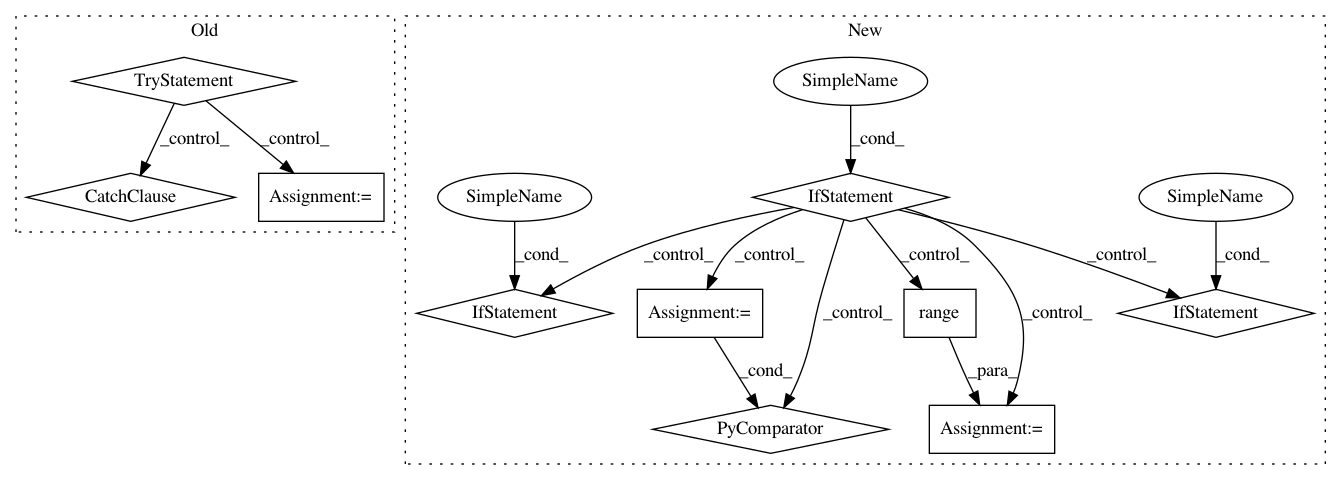 Old
New
TryStatement
SimpleName
_control_
_control_
_cond_
CatchClause
Assignment:=
SimpleName
IfStatement
SimpleName
_cond_
_control_
_control_
_control_
_control_
_cond_
IfStatement
Assignment:=
_control_
range
_control_
IfStatement
_cond_
_para_
PyComparator
Assignment:=